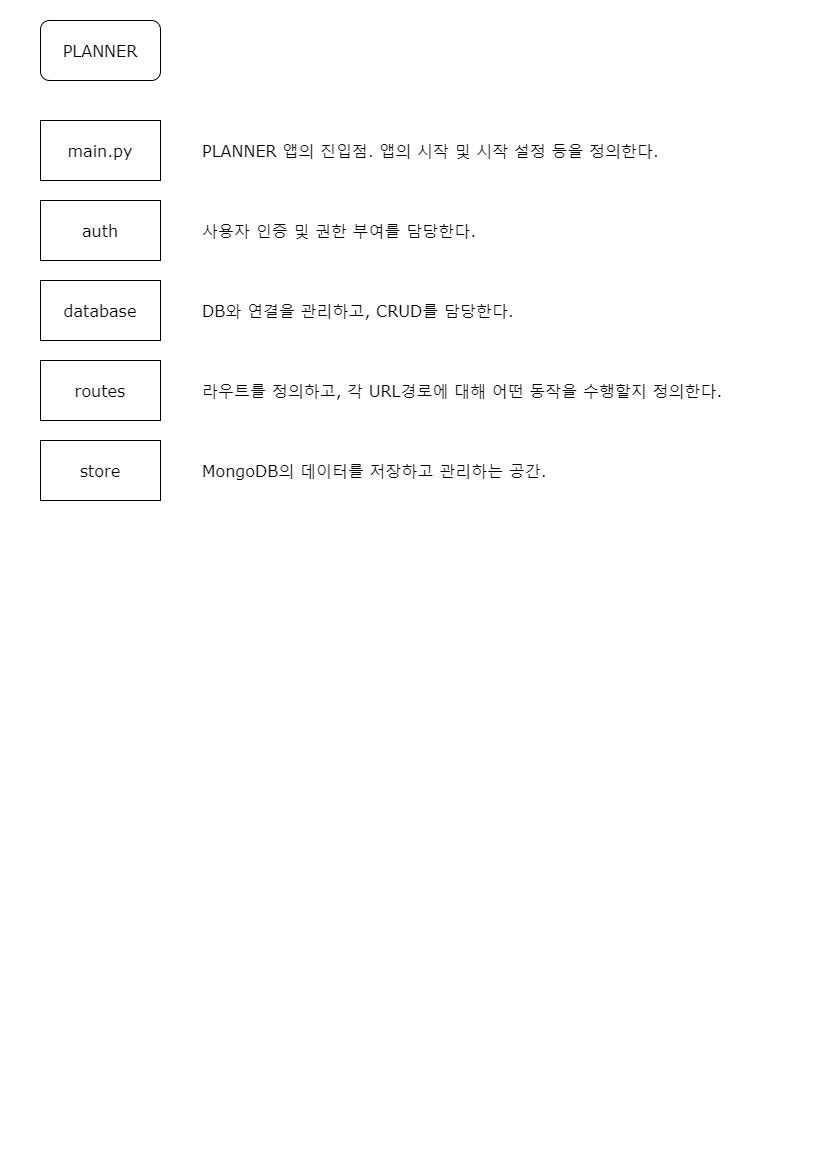 PLANNER
main.py PLANNER 앱의 진입점. 앱의 시작 및 시작 설정 등을 정의한다.
auth 사용자 인증 및 권한 부여를 담당한다.
database DB와 연결을 관리하고, CRUD를 담당한다.
routes 라우트를 정의하고, 각 URL경로에 대해 어떤 동작을 수행할지 정의한다.
store MongoDB의 데이터를 저장하고 관리하는 공간.